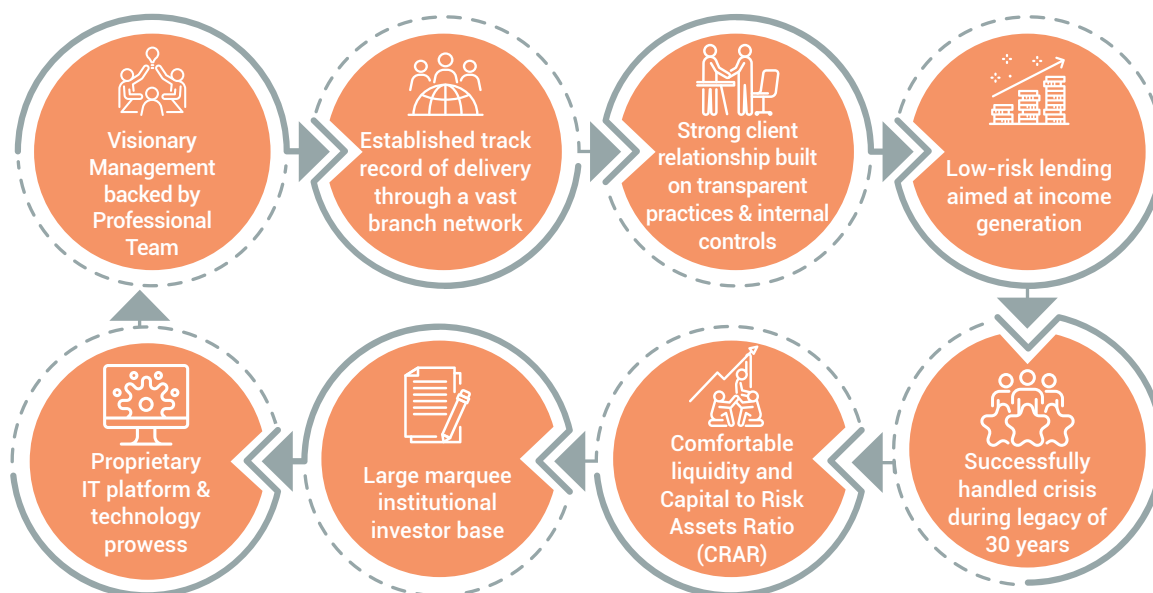 Visionary
Management
backed by
Professional
Team
Established track
record of delivery
through a vast
branch network
Strong client
relationship built
on transparent
practices & internal
controls
Low-risk lending
aimed at income
generation
Successfully
handled crisis
during legacy of
30 years
Comfortable
liquidity and
Capital to Risk
Assets Ratio
(CRAR)
Large marquee
institutional
investor base
Proprietary
IT platform &
technology
prowess